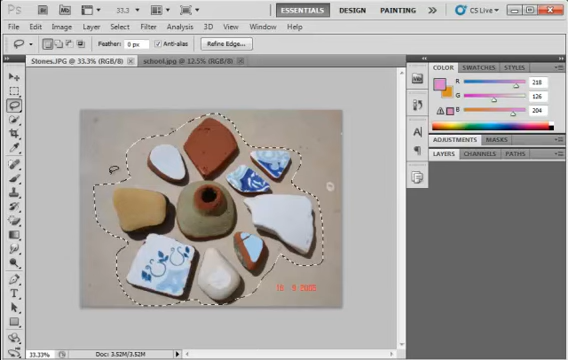 Ps 33.3 ESSENTIALS DESIGN PAINTING >> CS Live
File Edit Image Layer Select Filter Analysis 3D View Window Help
Feather: 0 px Anti-alias Refine Edge...
Stones.JPG @ 33.3% (RGB/8) × school.jpg @ 12.5% (RGB/8) ×
COLOR SWATCHES STYLES
R 218
G 126
B 204
ADJUSTMENTS MASKS
LAYERS CHANNELS PATHS
33.33% Doc: 3.52M/3.52M